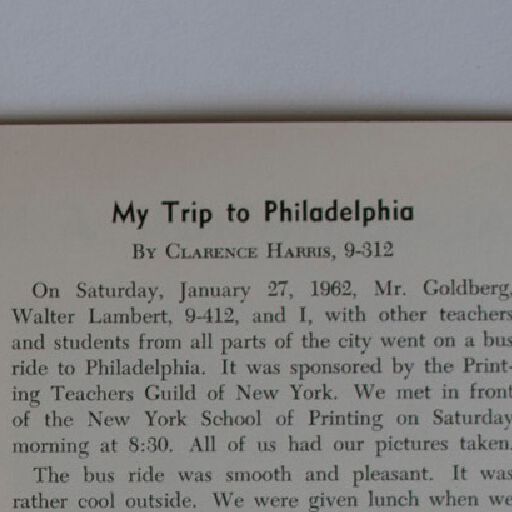 My Trip to Philadelphia
By Clarence Harris, 9-312
On Saturday, January 27, 1962, Mr. Goldberg,
Walter Lambert, 9-412, and I, with other teachers
and students from all parts of the city went on a bus
ride to Philadelphia. It was sponsored by the Print-
ing Teachers Guild of New York. We met in front
of the New York School of Printing on Saturday
morning at 8:30. All of us had our pictures taken.
The bus ride was smooth and pleasant. It was
rather cool outside. We were given lunch when we